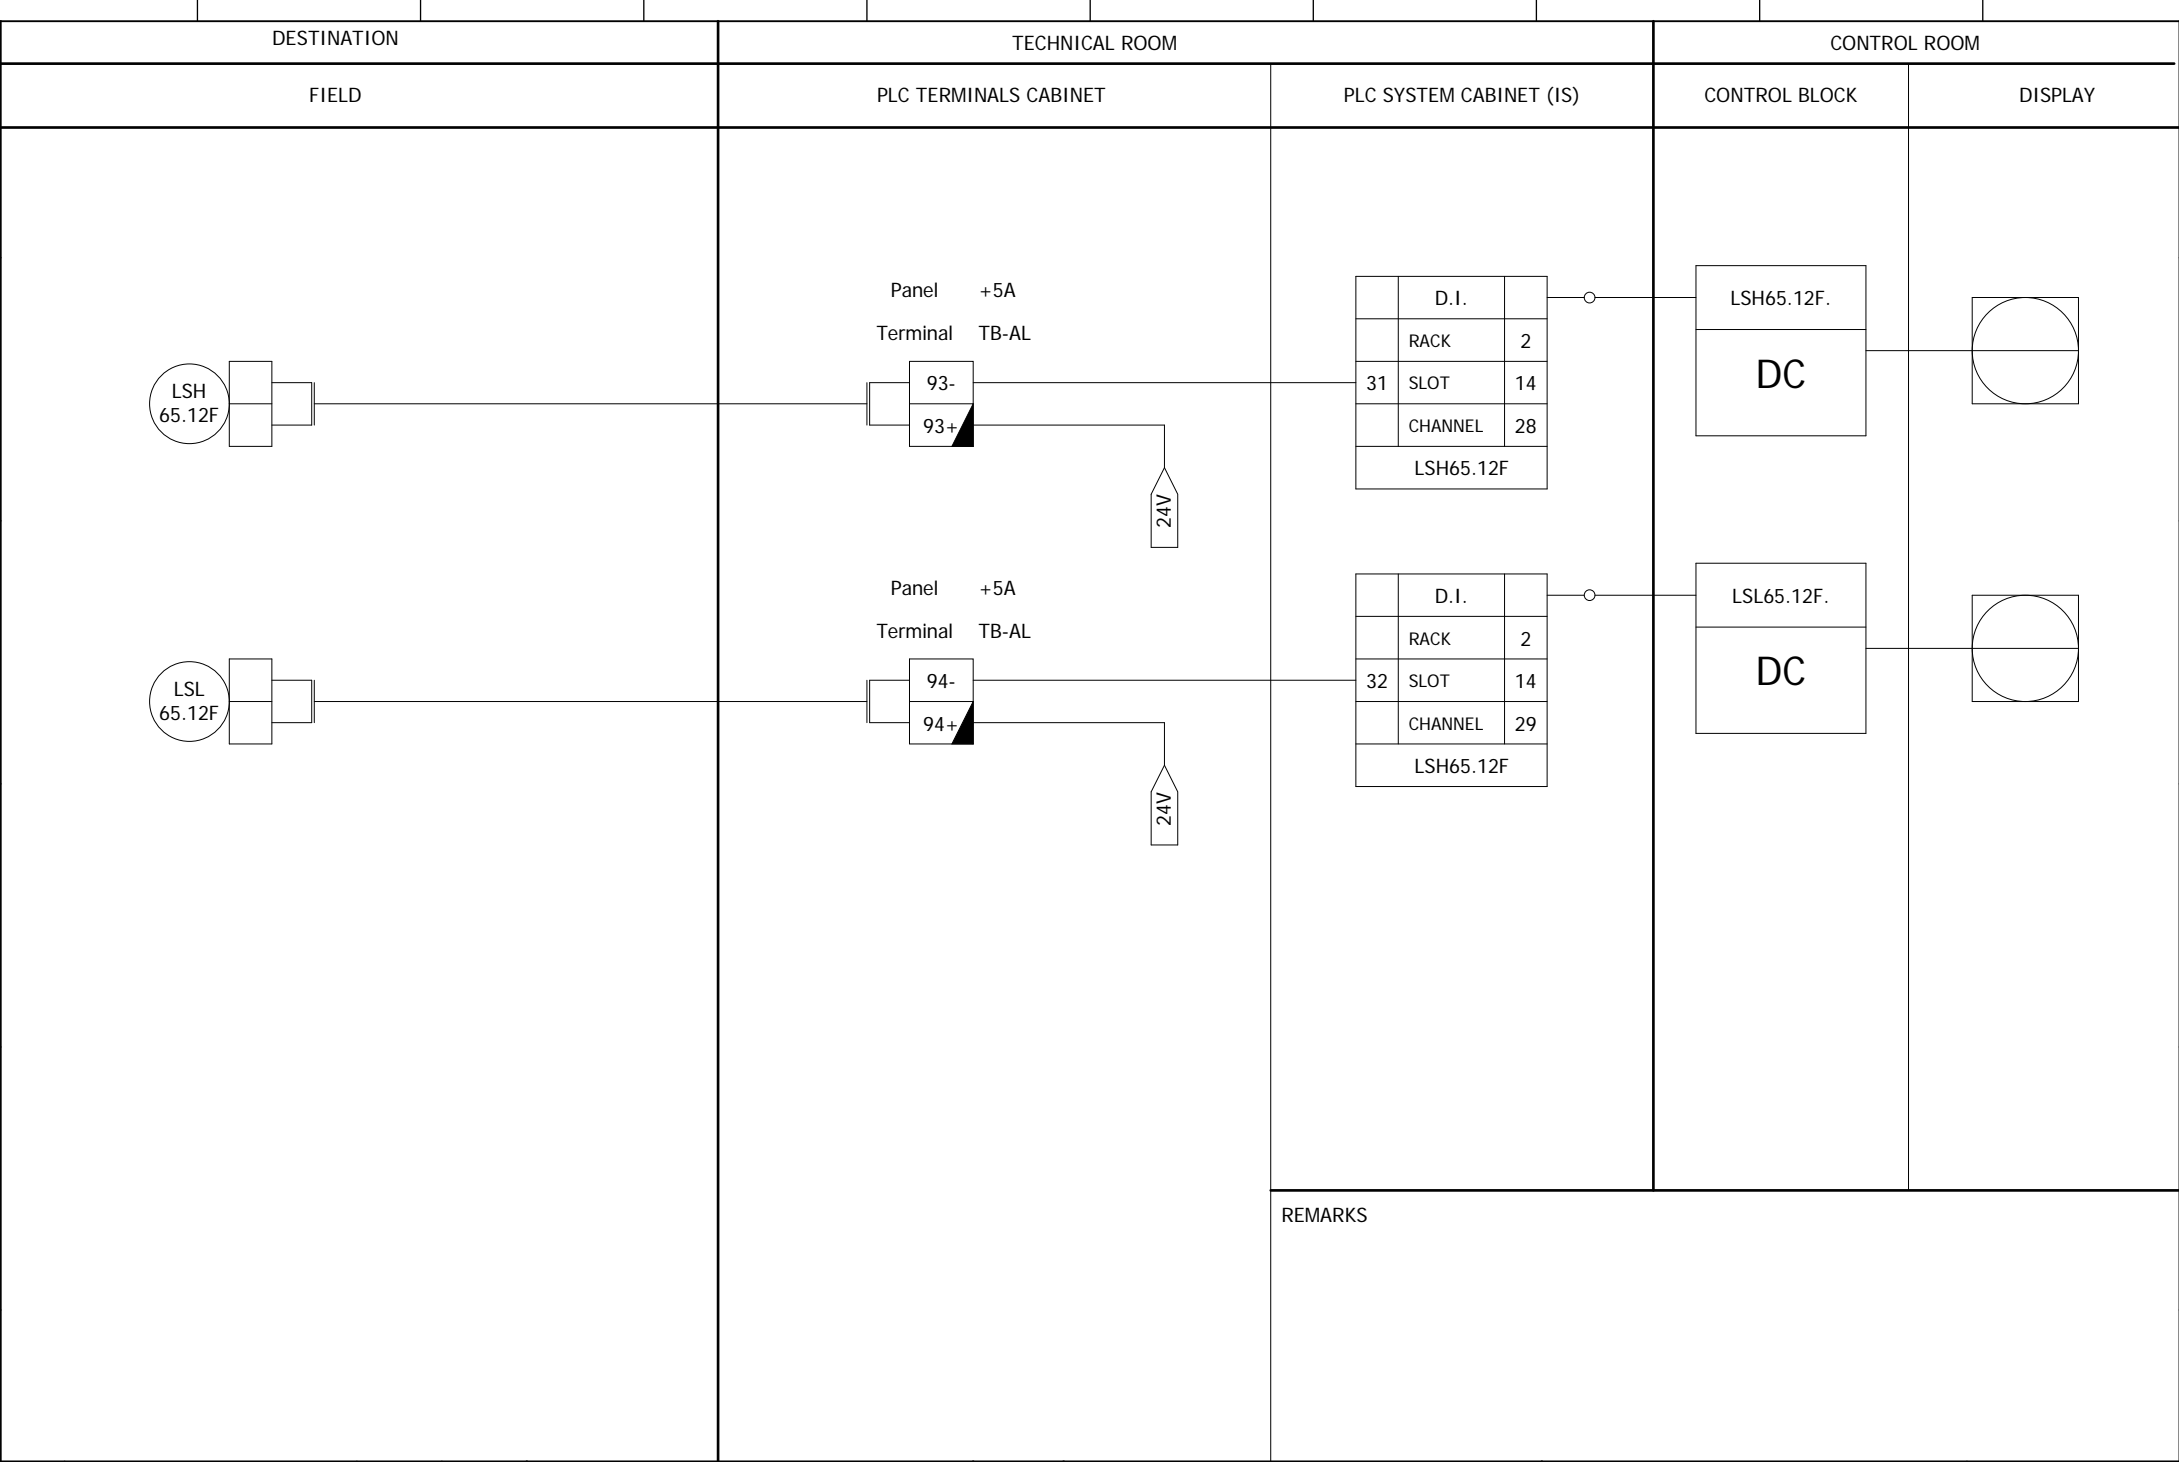 DESTINATION
TECHNICAL ROOM
CONTROL ROOM
FIELD
PLC TERMINALS CABINET
PLC SYSTEM CABINET (IS)
CONTROL BLOCK
DISPLAY
LSH
65.12F
Panel +5A
Terminal TB-AL
93-
93+
24V
D.I.
RACK 2
31 SLOT 14
CHANNEL 28
LSH65.12F
LSH65.12F.
DC
LSL
65.12F
Panel +5A
Terminal TB-AL
94-
94+
24V
D.I.
RACK 2
32 SLOT 14
CHANNEL 29
LSH65.12F
LSL65.12F.
DC
REMARKS